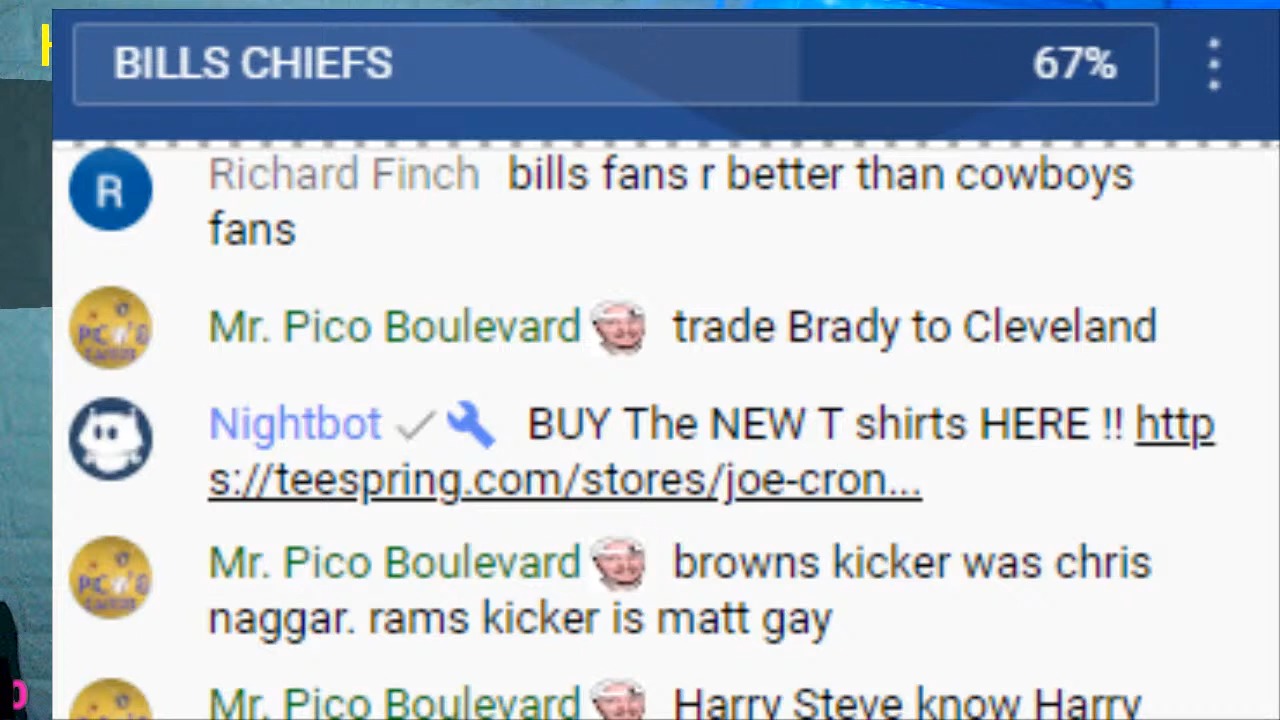 BILLS CHIEFS 67%
Richard Finch bills fans r better than cowboys
fans
Mr. Pico Boulevard trade Brady to Cleveland
Nightbot BUY The NEW T shirts HERE !! http
s://teespring.com/stores/joe-cron...
Mr. Pico Boulevard browns kicker was chris
naggar. rams kicker is matt gay
Mr. Pico Boulevard Harry Steve know Harry